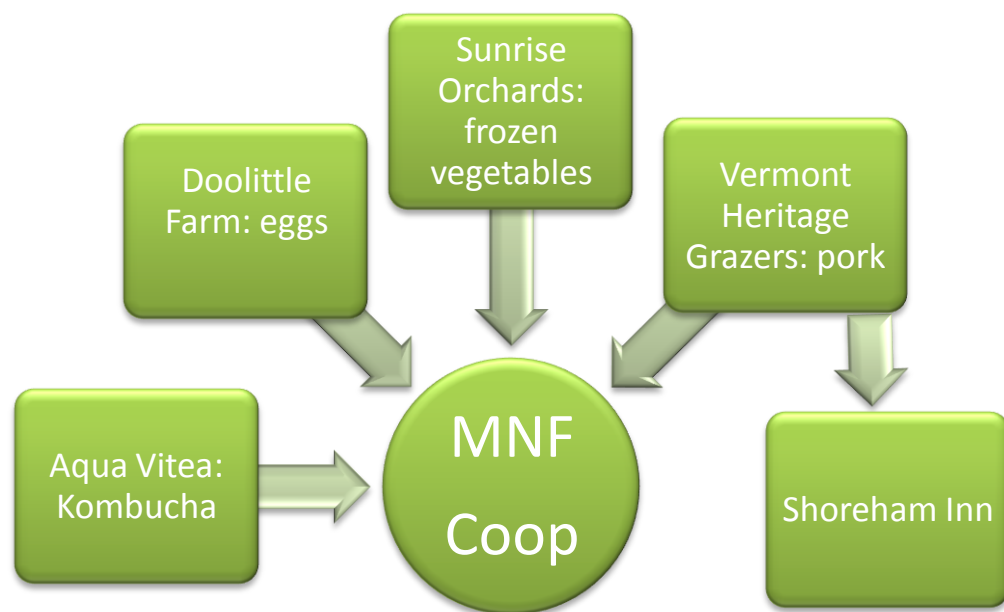 Sunrise
Orchards:
frozen
vegetables
Doolittle
Farm: eggs
Vermont
Heritage
Grazers: pork
Aqua Vitea:
Kombucha
MNF
Coop
Shoreham Inn